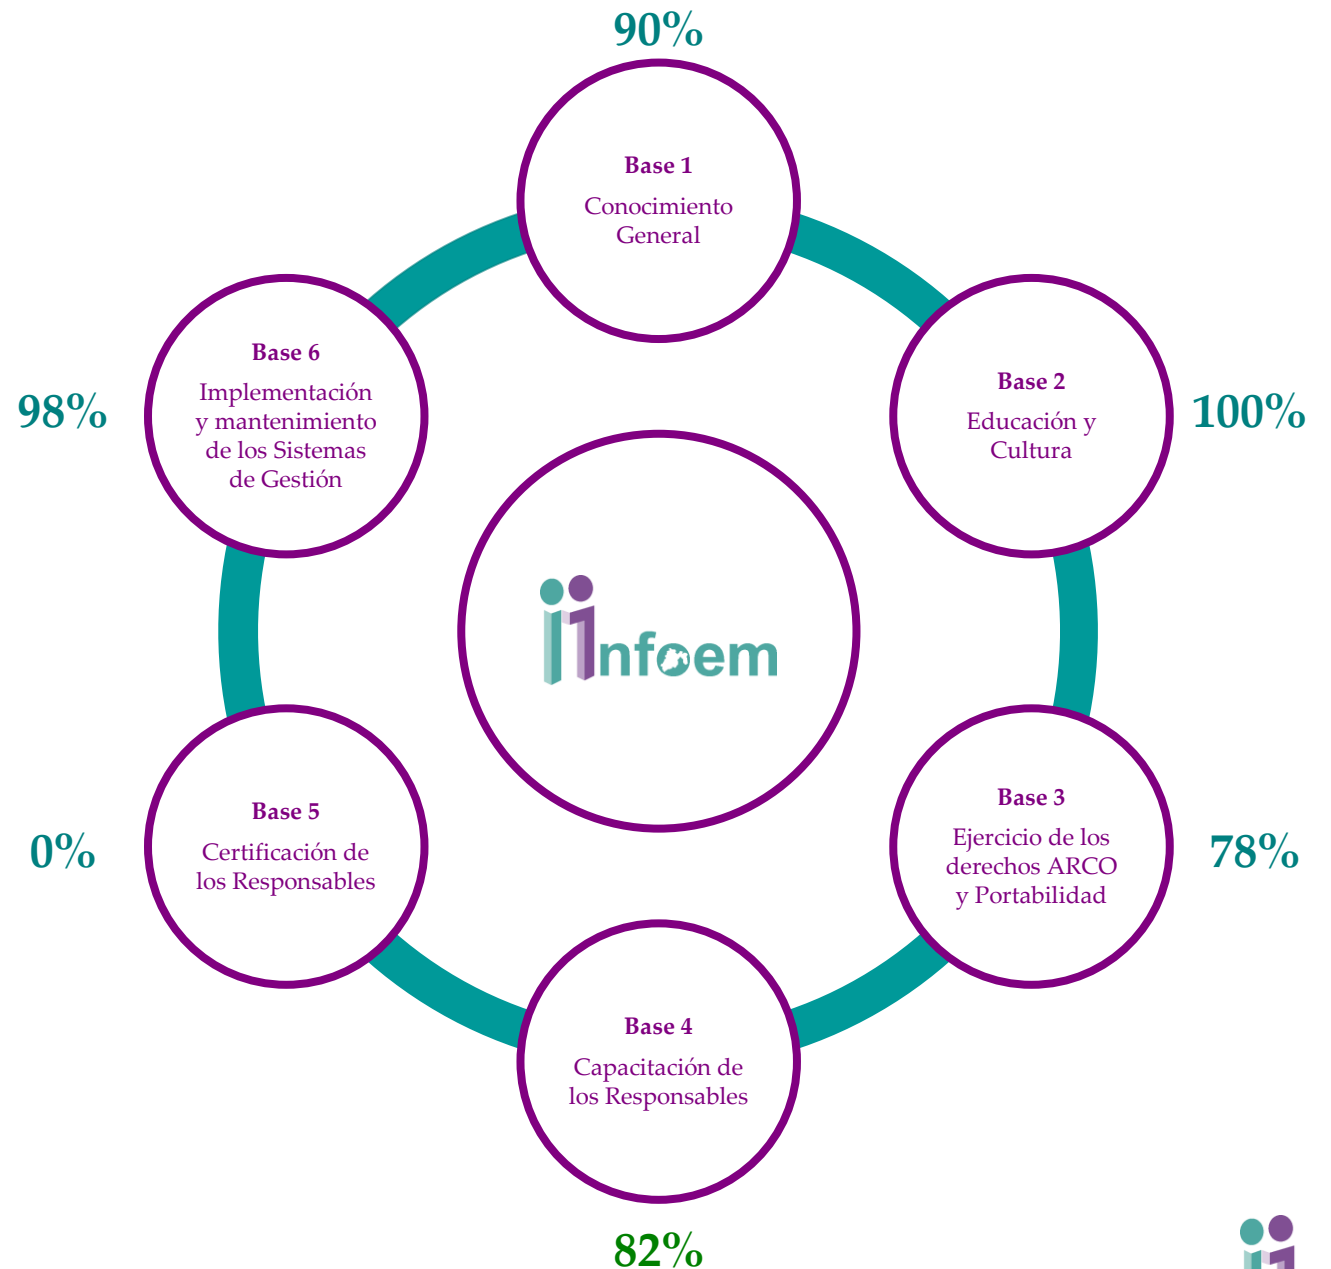 90%
Base 1
Conocimiento
General
Base 2
Educación y
Cultura
100%
Base 3
Ejercicio de los
derechos ARCO
y Portabilidad
78%
Base 4
Capacitación de
los Responsables
82%
Base 5
Certificación de
los Responsables
0%
Base 6
Implementación
y mantenimiento
de los Sistemas
de Gestión
98%
infoem